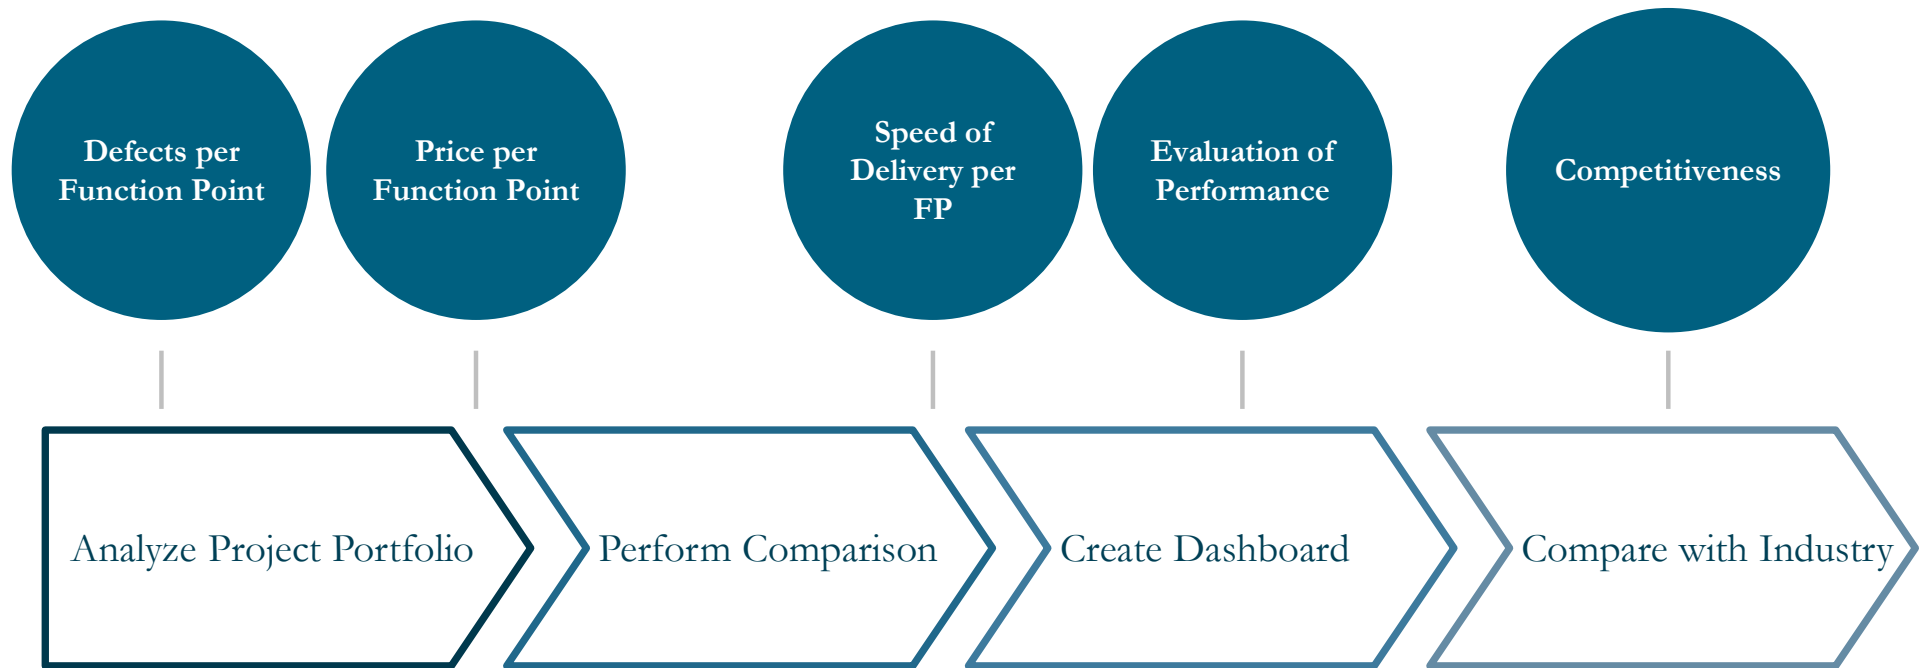 Defects per
Function Point
Price per
Function Point
Speed of
Delivery per
FP
Evaluation of
Performance
Competitiveness
Analyze Project Portfolio
Perform Comparison
Create Dashboard
Compare with Industry